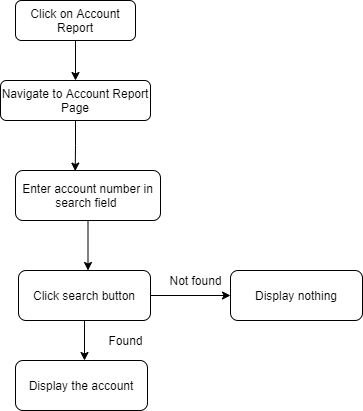 Click on Account
Report
Navigate to Account Report
Page
Enter account number in
search field
Not found
Click search button
Display nothing
Found
Display the account